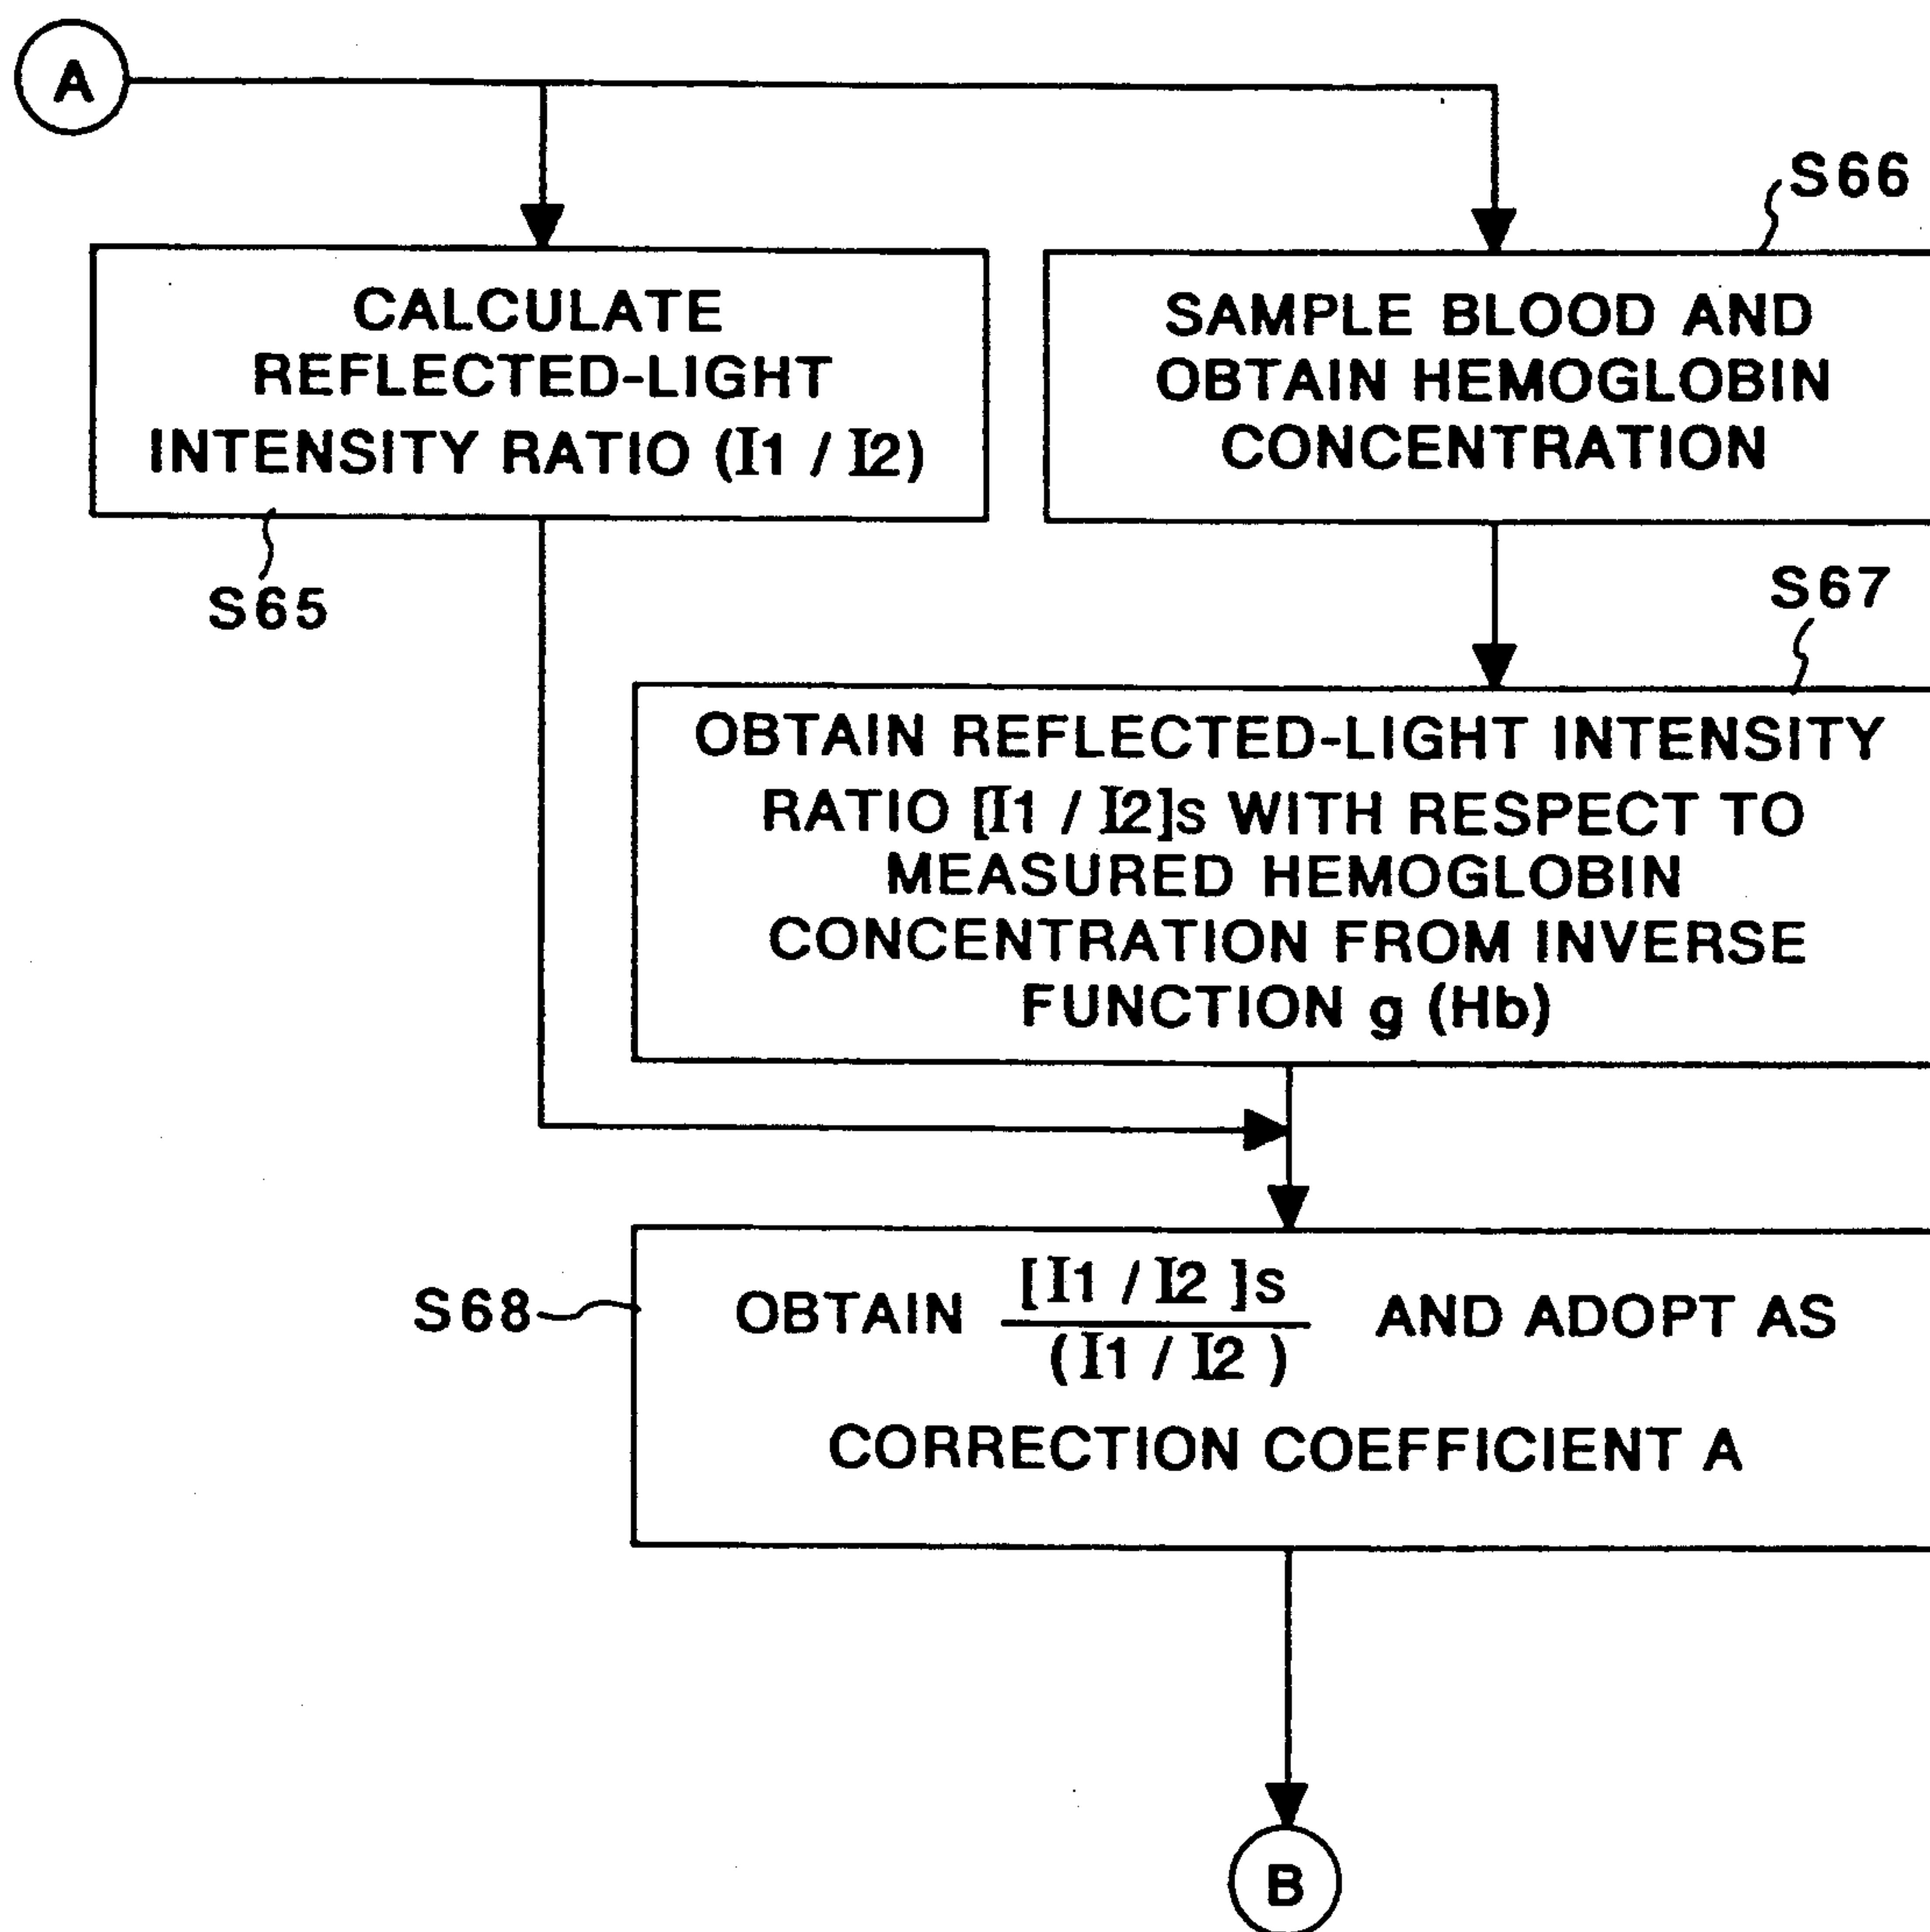 A
S66
CALCULATE
REFLECTED-LIGHT
INTENSITY RATIO (I1 / I2)
S65
SAMPLE BLOOD AND
OBTAIN HEMOGLOBIN
CONCENTRATION
S67
OBTAIN REFLECTED-LIGHT INTENSITY
RATIO [I1 / I2]s WITH RESPECT TO
MEASURED HEMOGLOBIN
CONCENTRATION FROM INVERSE
FUNCTION g (Hb)
S68
OBTAIN [I1 / I2 ]s / (I1 / I2 ) AND ADOPT AS
CORRECTION COEFFICIENT A
B